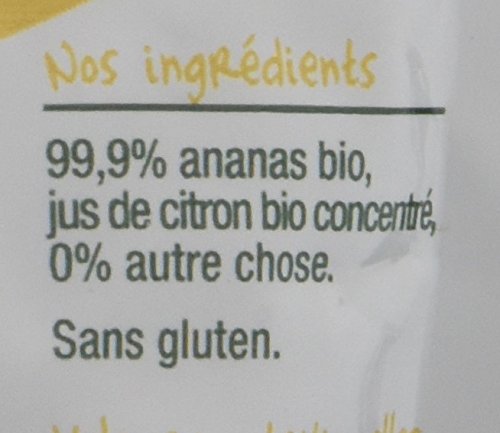 Nos ingrédients
99,9% ananas bio,
jus de citron bio concentré,
0% autre chose.
Sans gluten.